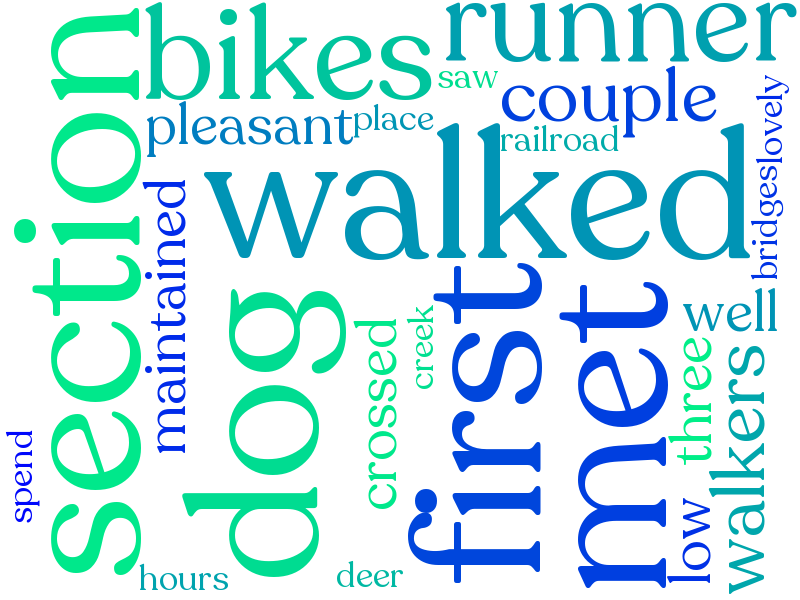 runner
bikes
saw
couple
pleasant
place
railroad
lovely
section
walked
maintained
bridges
first
met
dog
well
creek
crossed
three
walkers
spend
low
hours
deer